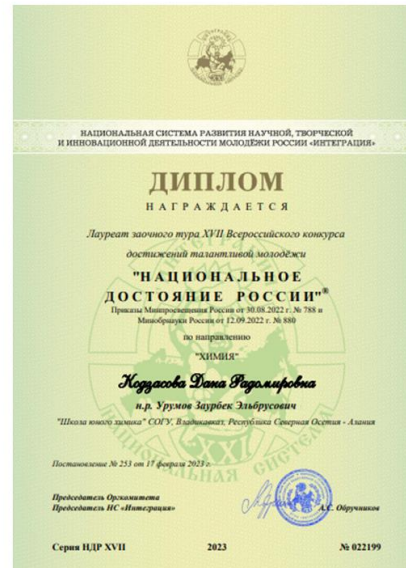 НАЦИОНАЛЬНАЯ СИСТЕМА РАЗВИТИЯ НАУЧНОЙ, ТВОРЧЕСКОЙ
И ИННОВАЦИОННОЙ ДЕЯТЕЛЬНОСТИ МОЛОДЁЖИ РОССИИ «ИНТЕГРАЦИЯ»
ДИПЛОМ
НАГРАЖДАЕТСЯ
Лауреат заочного тура XVII Всероссийского конкурса
достижений талантливой молодёжи
"НАЦИОНАЛЬНОЕ
ДОСТОЯНИЕ РОССИИ"®
Приказы Минпросвещения России от 30.08.2022 г. № 788 и
Минобрнауки России от 12.09.2022 г. № 880
по направлению
"ХИМИЯ"
Кодзасова Дана Радомировна
н.р. Урумов Заурбек Эльбрусович
"Школа юного химика" СОГУ, Владикавказ, Республика Северная Осетия - Алания
Постановление № 253 от 17 февраля 2023 г.
Председатель Оргкомитета
Председатель НС «Интеграция»
А.С. Обручников
Серия НДР XVII 2023 № 022199